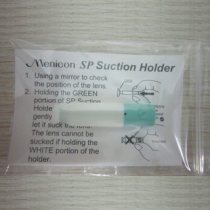 Menicon SP Suction Holder
1. Using a mirror to check
the position of the lens.
2. Holding the GREEN
portion of SP Suction
Holder
gently
let it suck the
The lens cannot be
sucked if holding the
WHITE portion of the
holder.